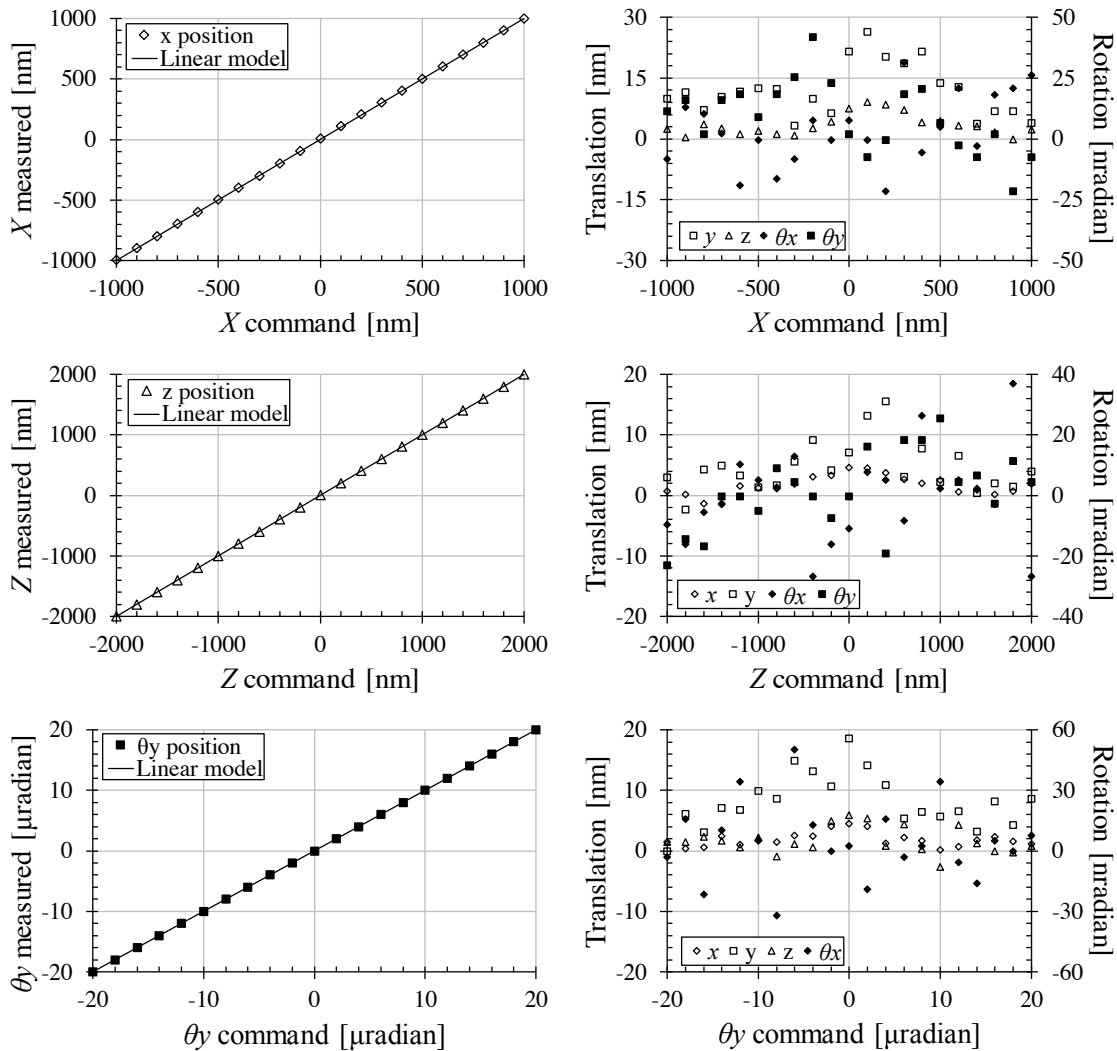 1000
500
0
-500
-1000
X measured [nm]
x position
Linear model
-1000 -500 0 500 1000
X command [nm]
30
15
0
-15
-30
Translation [nm]
50
25
0
-25
-50
Rotation [nradian]
y z θx θy
-1000 -500 0 500 1000
X command [nm]
2000
1000
0
-1000
-2000
Z measured [nm]
z position
Linear model
-2000 -1000 0 1000 2000
Z command [nm]
20
10
0
-10
-20
Translation [nm]
40
20
0
-20
-40
Rotation [nradian]
x y θx θy
-2000 -1000 0 1000 2000
Z command [nm]
20
10
0
-10
-20
θy measured [μradian]
θy position
Linear model
-20 -10 0 10 20
θy command [μradian]
20
10
0
-10
-20
Translation [nm]
60
30
0
-30
-60
Rotation [nradian]
x y z θx
-20 -10 0 10 20
θy command [μradian]